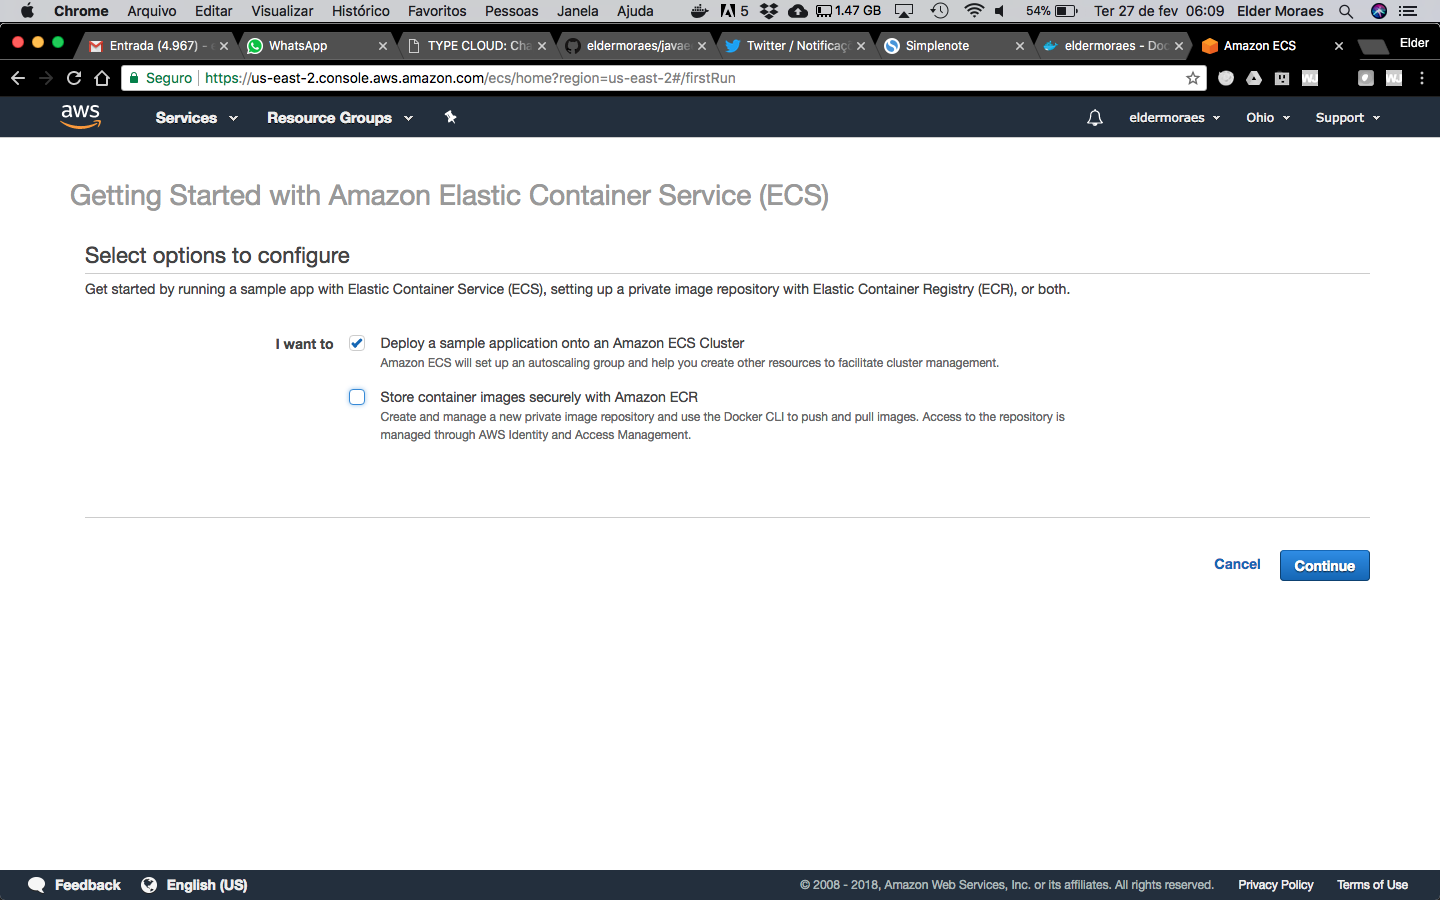 Chrome Arquivo Editar Visualizar Histórico Favoritos Pessoas Janela Ajuda 5 1.47 GB 54% Ter 27 de fev 06:09 Elder Moraes
Entrada (4.967) - WhatsApp TYPE CLOUD: Cha eldermoraes/javae Twitter / Notificaç Simplenote eldermoraes - Doc Amazon ECS Elder
Seguro https://us-east-2.console.aws.amazon.com/ecs/home?region=us-east-2#/firstRun
aws Services Resource Groups eldermoraes Ohio Support
Getting Started with Amazon Elastic Container Service (ECS)
Select options to configure
Get started by running a sample app with Elastic Container Service (ECS), setting up a private image repository with Elastic Container Registry (ECR), or both.
I want to Deploy a sample application onto an Amazon ECS Cluster
Amazon ECS will set up an autoscaling group and help you create other resources to facilitate cluster management.
Store container images securely with Amazon ECR
Create and manage a new private image repository and use the Docker CLI to push and pull images. Access to the repository is
managed through AWS Identity and Access Management.
Cancel Continue
Feedback English (US) © 2008 - 2018, Amazon Web Services, Inc. or its affiliates. All rights reserved. Privacy Policy Terms of Use